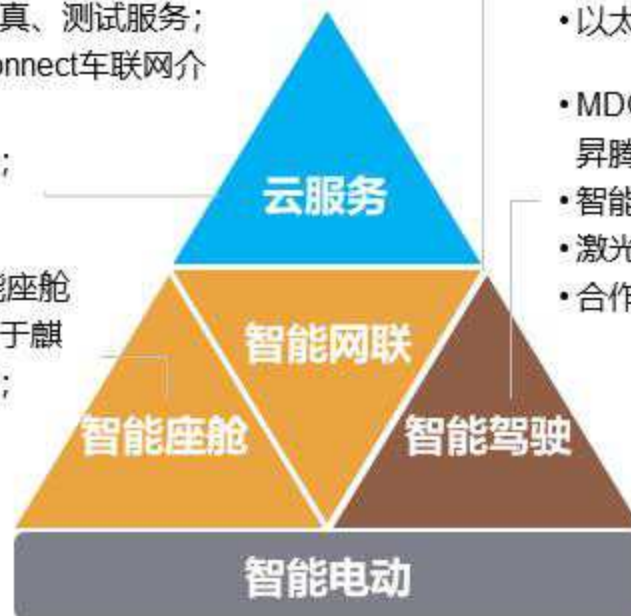 真、测试服务；
onnect车联网介
；
能座舱
于麒
；
云服务
智能网联
智能座舱
智能驾驶
智能电动
•以太
•MDC
昇腾
•智能
•激光
•合作